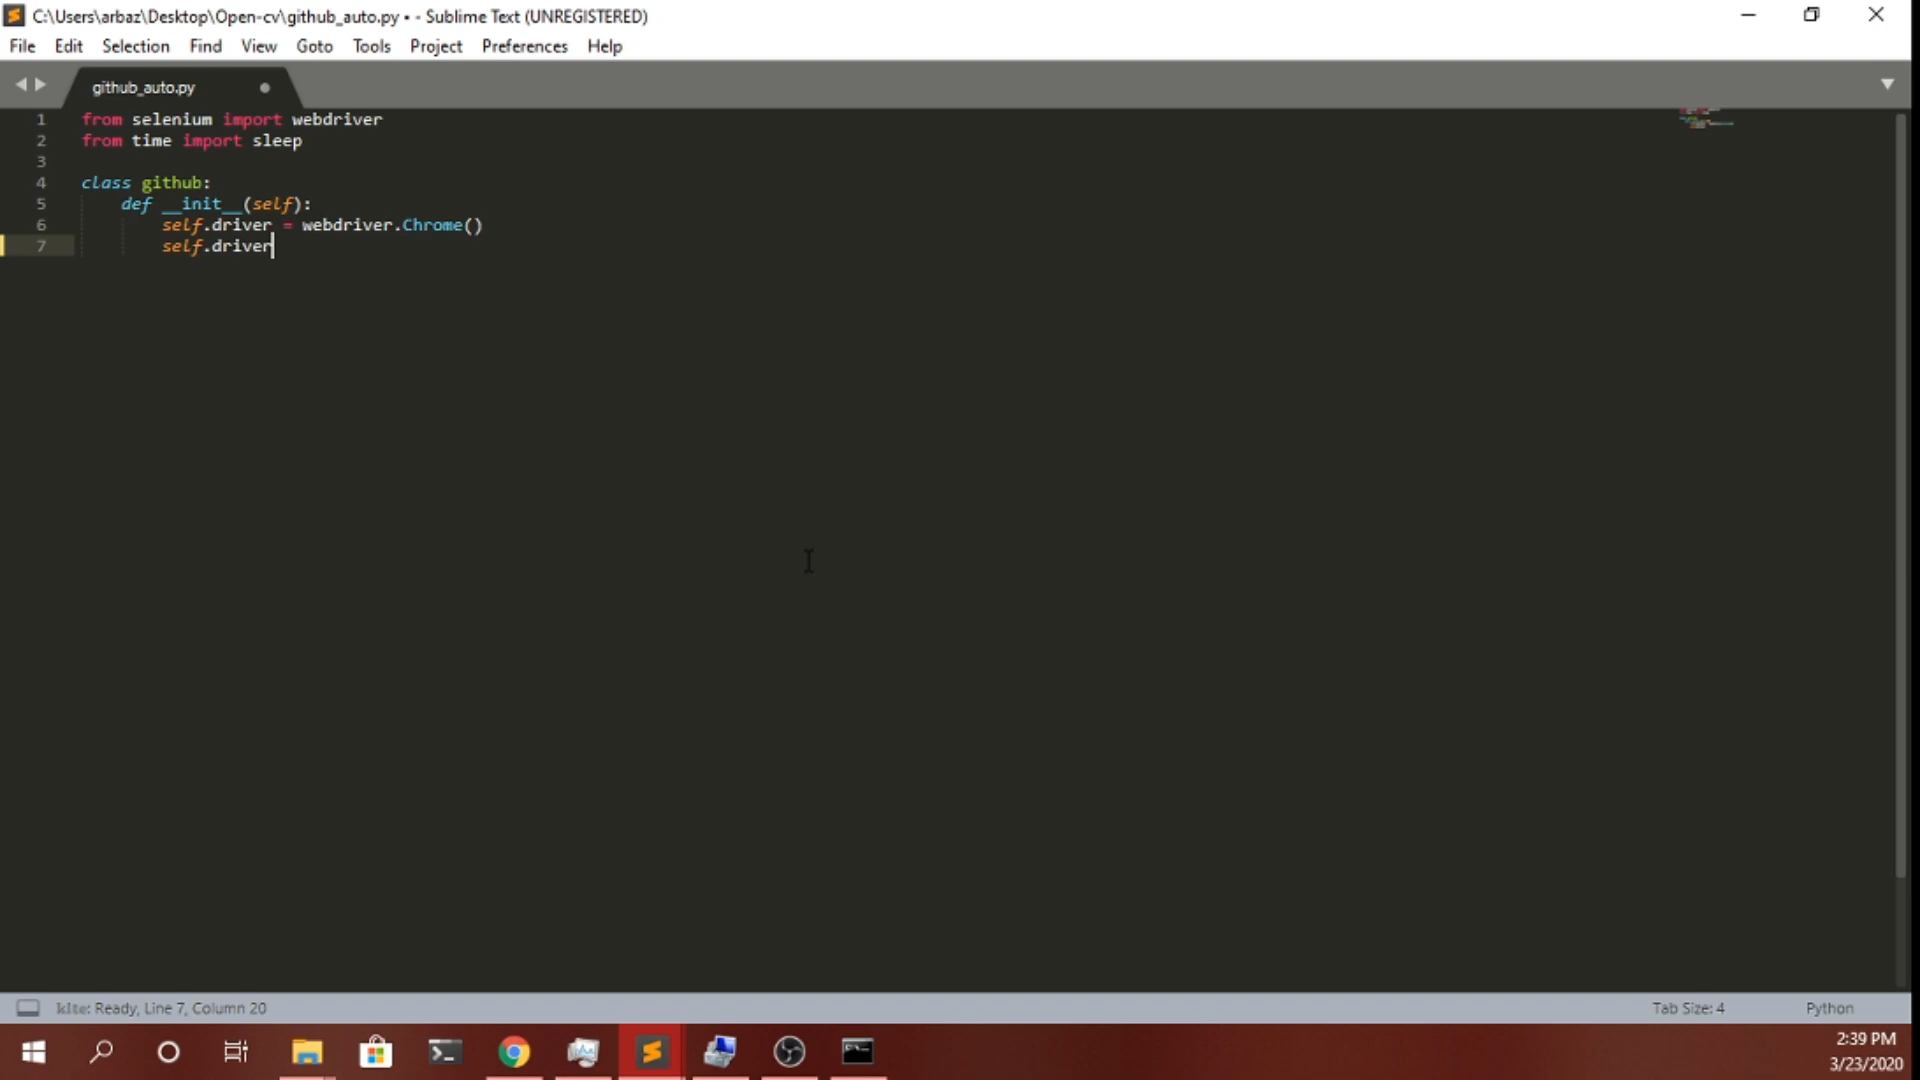 C:\Users\arbaz\Desktop\Open-cv\github_auto.py • - Sublime Text (UNREGISTERED)
File Edit Selection Find View Goto Tools Project Preferences Help
github_auto.py
1 from selenium import webdriver
2 from time import sleep
3
4 class github:
5 def __init__(self):
6 self.driver = webdriver.Chrome()
7 self.driver
kite: Ready, Line 7, Column 20 Tab Size: 4 Python
2:39 PM
3/23/2020